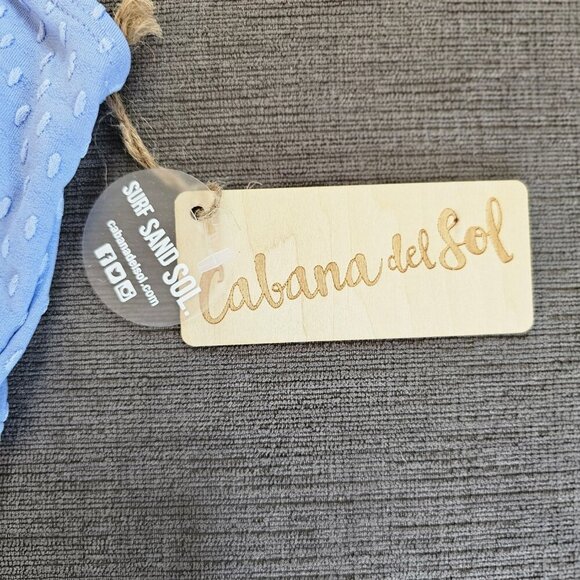 SURF SAND SOL.
cabanadelsol.com
Cabana del Sol